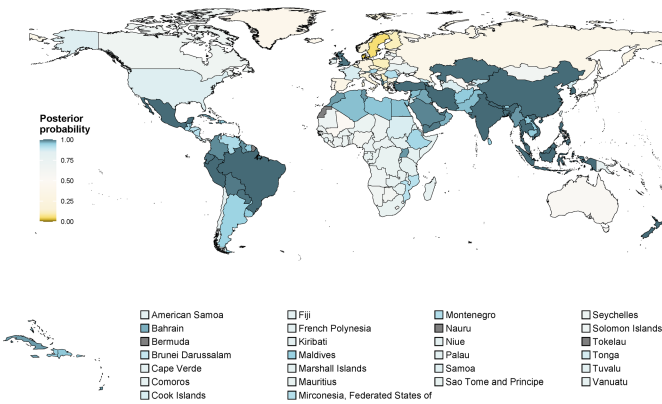 Posterior
probability
1.00
0.75
0.50
0.25
0.00
American Samoa
Bahrain
Bermuda
Brunei Darussalam
Cape Verde
Comoros
Cook Islands
Fiji
French Polynesia
Kiribati
Maldives
Marshall Islands
Mauritius
Mirconesia, Federated States of
Montenegro
Nauru
Niue
Palau
Samoa
Sao Tome and Principe
Seychelles
Solomon Islands
Tokelau
Tonga
Tuvalu
Vanuatu